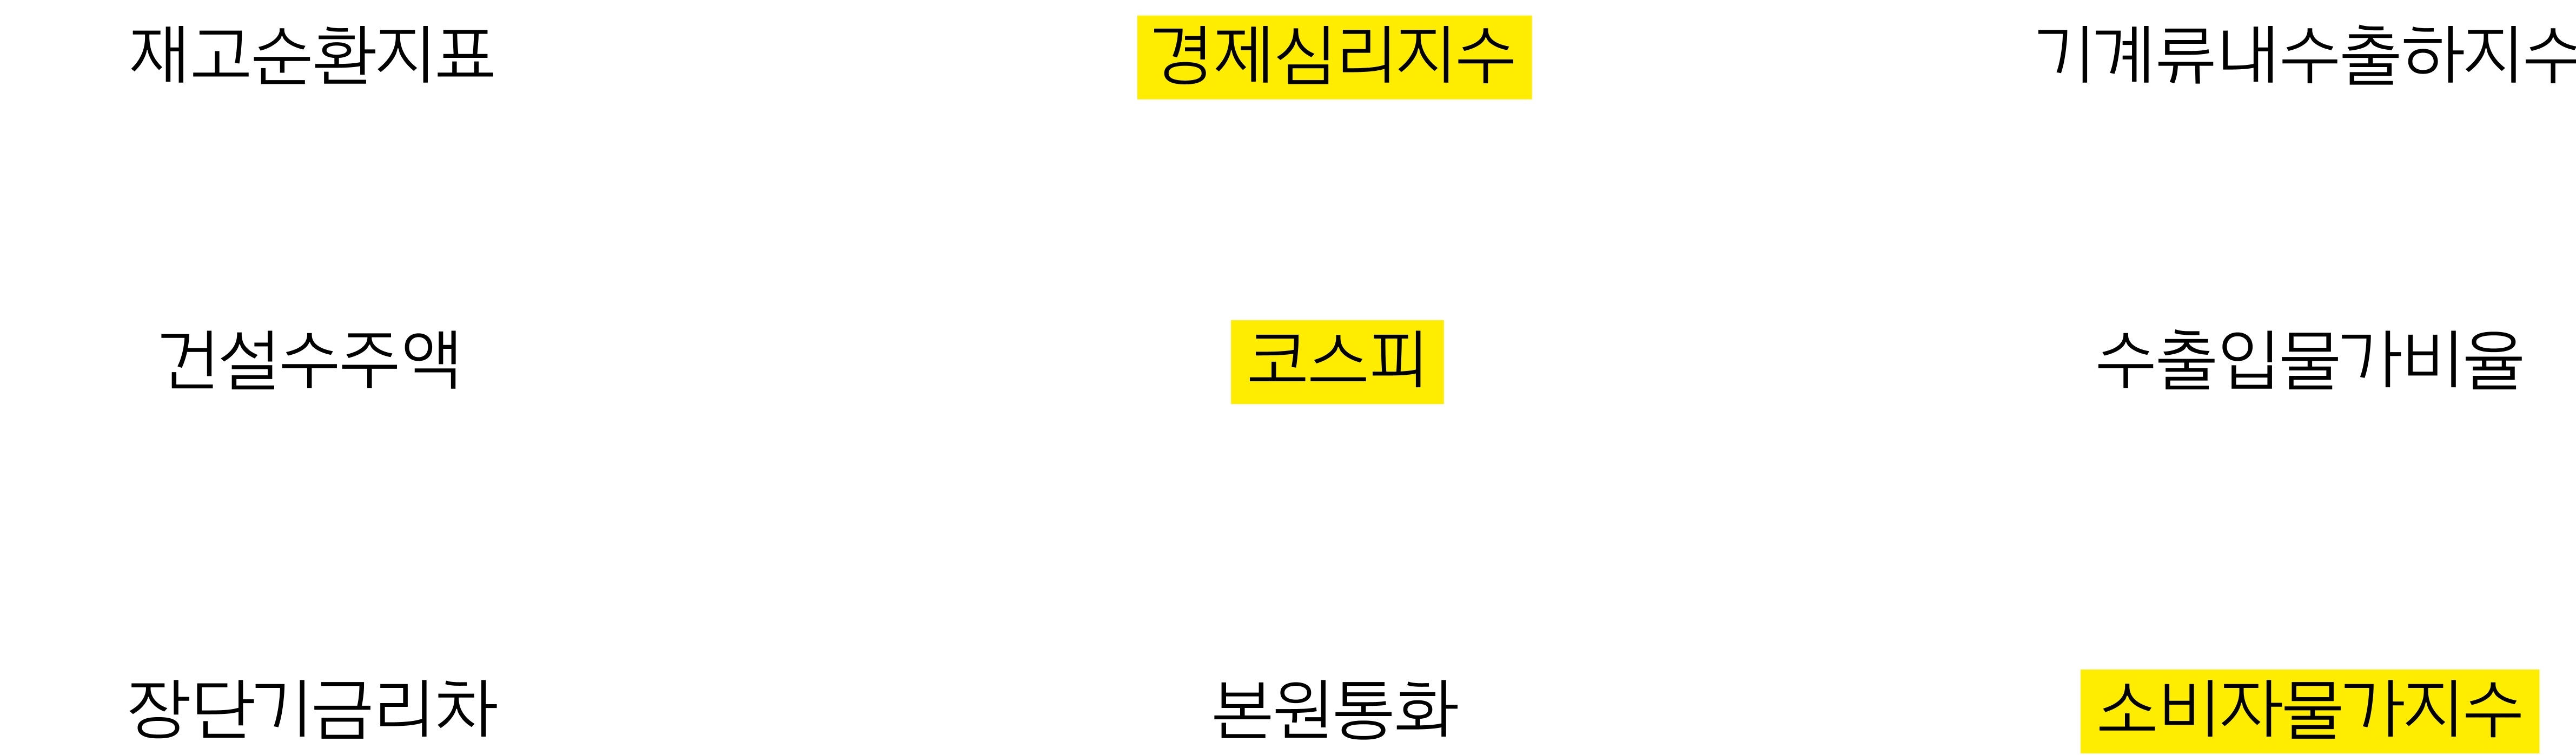 재고순환지표 경제심리지수 기계류내수출하지수
건설수주액 코스피 수출입물가비율
장단기금리차 본원통화 소비자물가지수